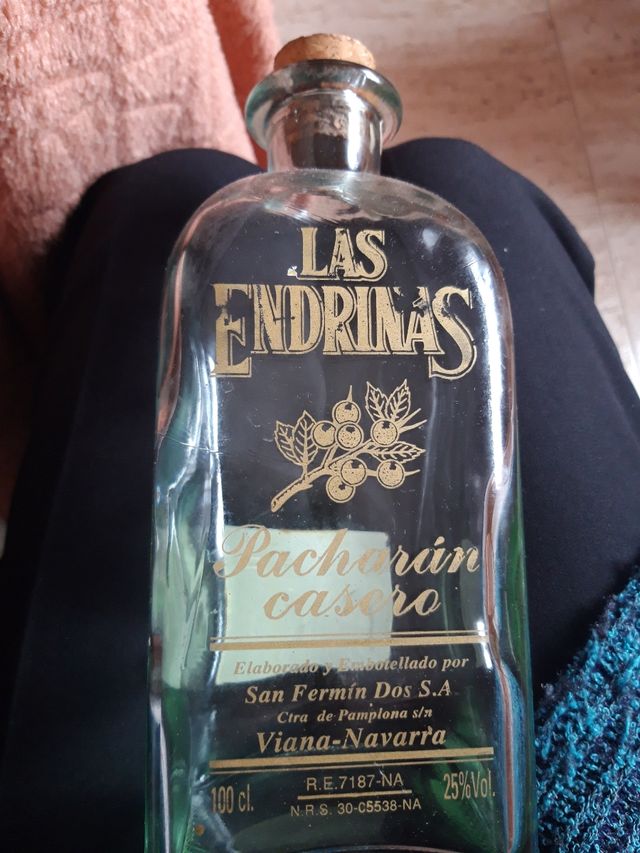 LAS
ENDRINAS
Pacharán
casero
Elaborado y Embotellado por
San Fermín Dos S.A
Ctra de Pamplona s/n
Viana-Navarra
100 cl.
R.E.7187-NA
N.R.S. 30-C5538-NA
25%Vol.